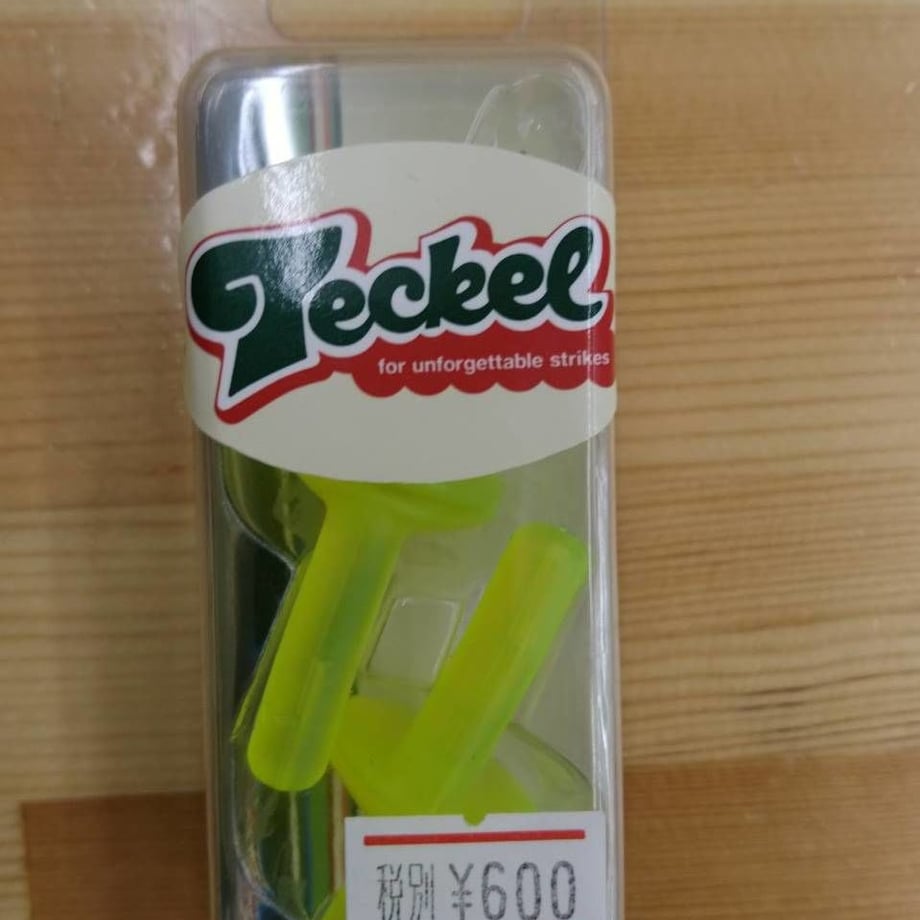 Teckel
for unforgettable strikes
税別 ¥600